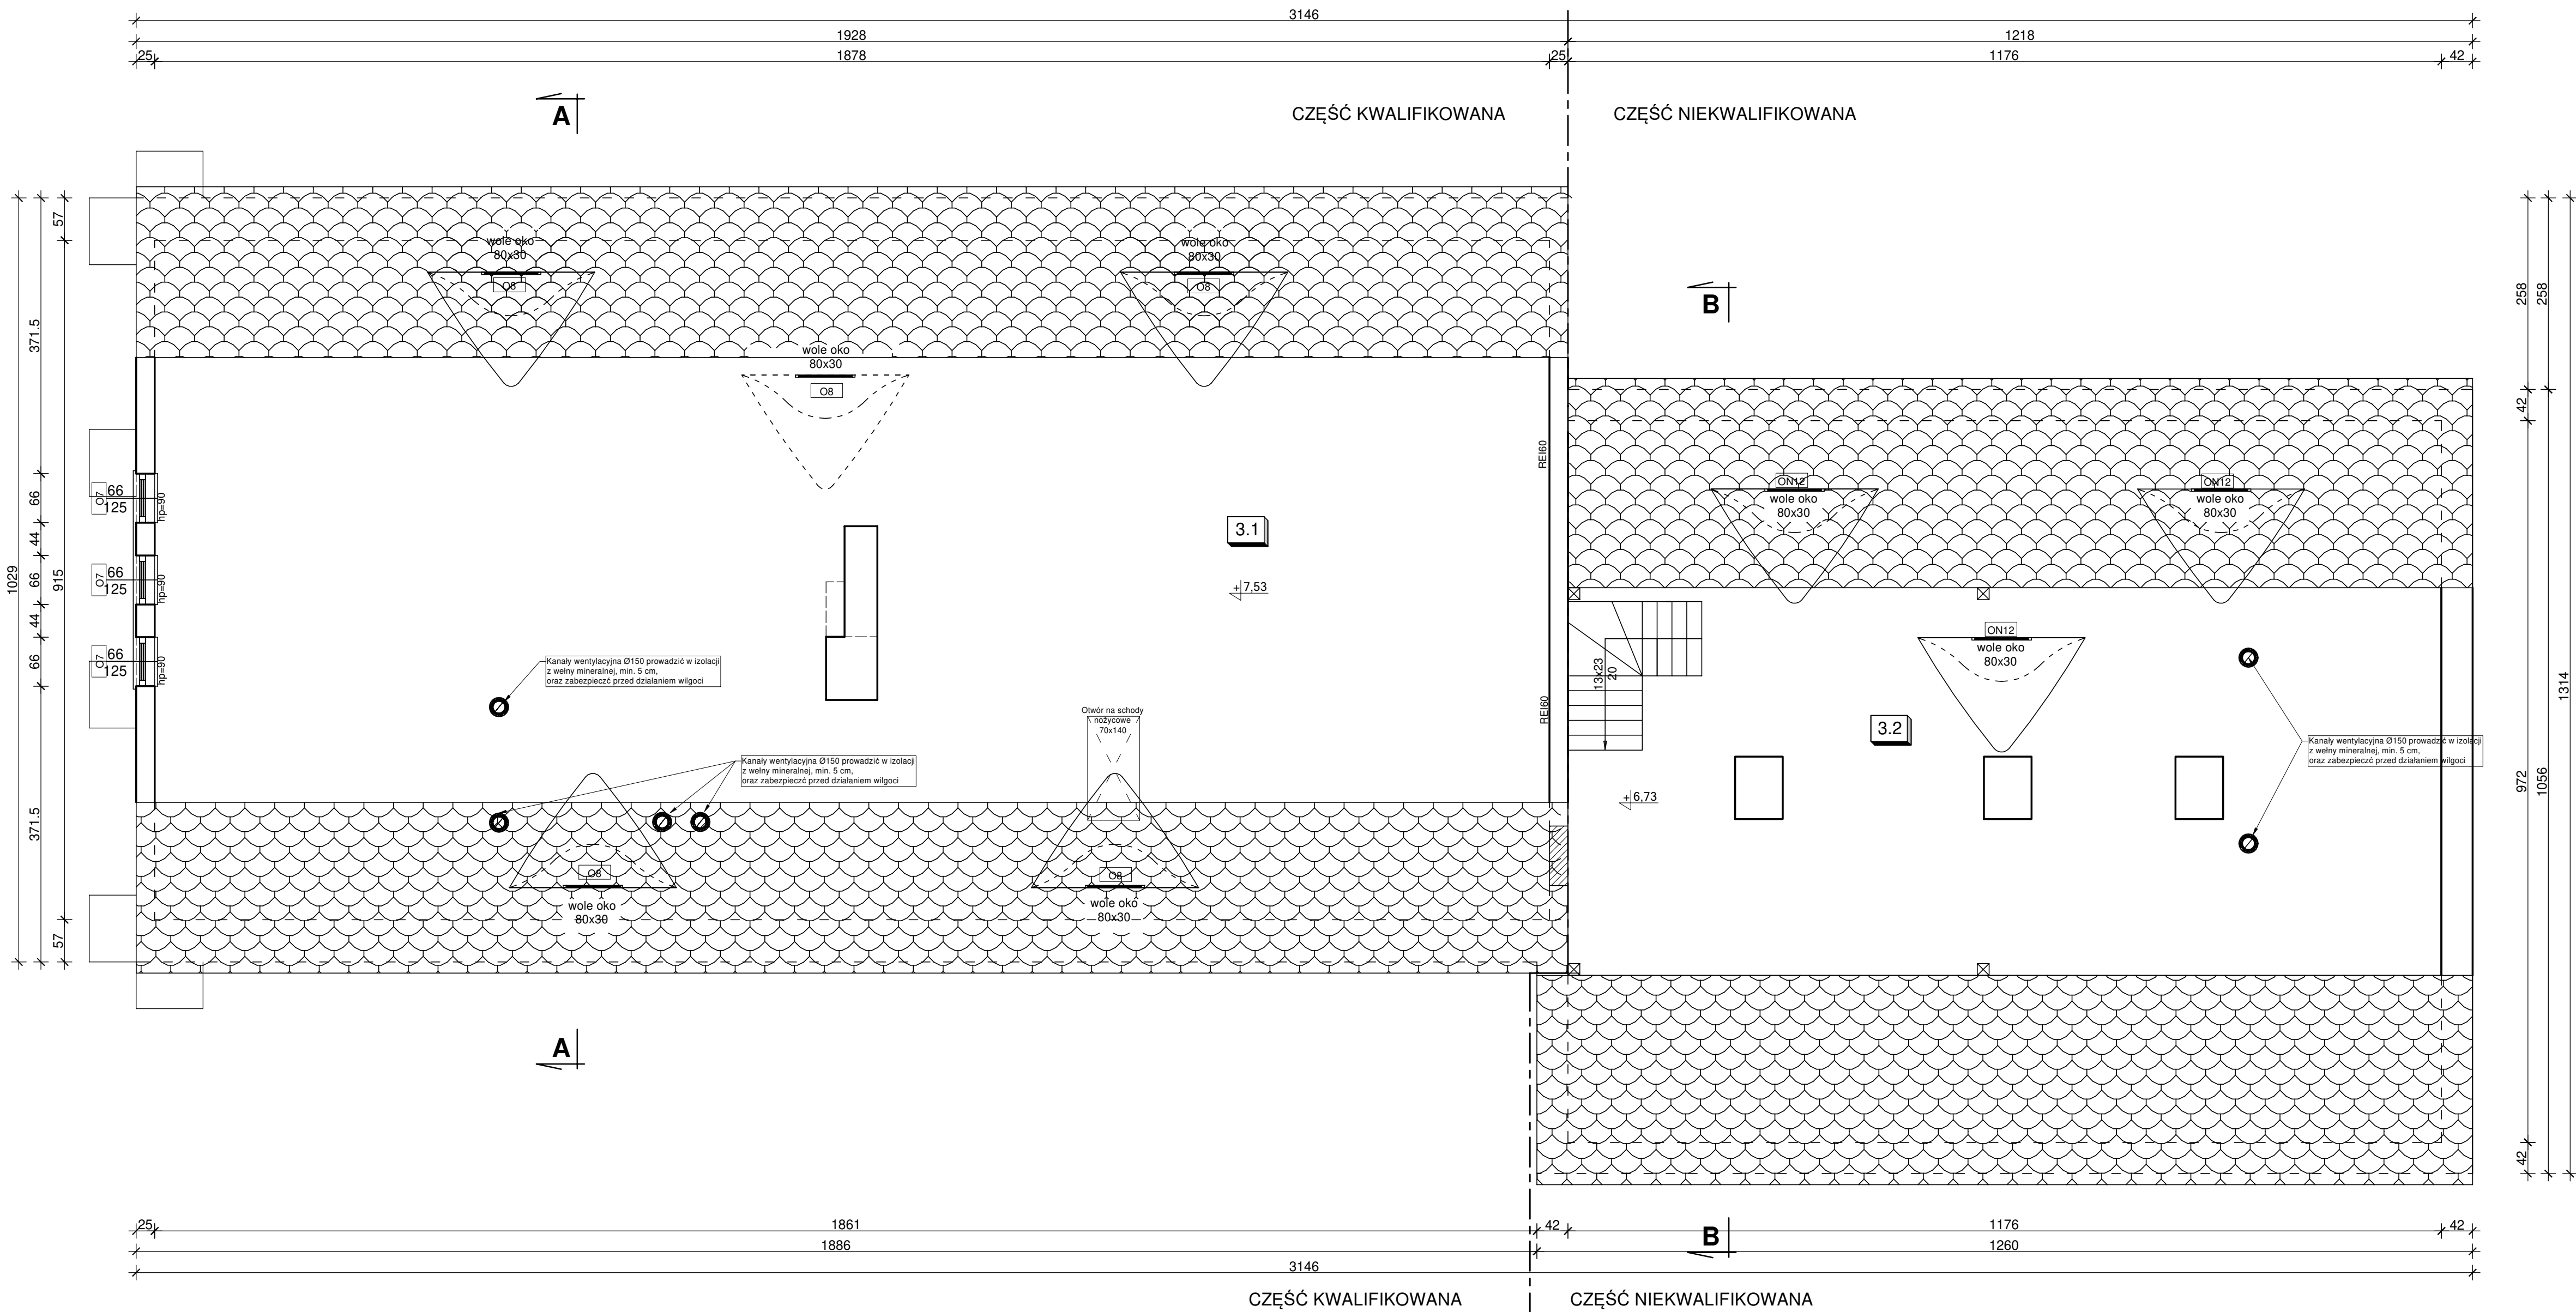 3146
1928
1218
25
1878
25
1176
42
A
CZĘŚĆ KWALIFIKOWANA
CZĘŚĆ NIEKWALIFIKOWANA
57
371.5
66
44
66
44
66
371.5
57
915
1029
wole oko
80x30
O8
wole oko
80x30
O8
wole oko
80x30
O8
B
258
258
42
972
1056
1314
42
REI60
O7
66
125
hp=90
O7
66
125
hp=90
O7
66
125
hp=90
3.1
+7,53
ON12
wole oko
80x30
ON12
wole oko
80x30
ON12
wole oko
80x30
13x23
20
REI60
3.2
+6,73
Kanały wentylacyjna Ø150 prowadzić w izolacji
z wełny mineralnej, min. 5 cm,
oraz zabezpieczć przed działaniem wilgoci
Otwór na schody
nożycowe
70x140
Kanały wentylacyjna Ø150 prowadzić w izolacji
z wełny mineralnej, min. 5 cm,
oraz zabezpieczć przed działaniem wilgoci
Kanały wentylacyjna Ø150 prowadzić w izolacji
z wełny mineralnej, min. 5 cm,
oraz zabezpieczć przed działaniem wilgoci
O8
wole oko
80x30
O8
wole oko
80x30
A
B
25
1861
42
1176
42
1886
1260
3146
CZĘŚĆ KWALIFIKOWANA
CZĘŚĆ NIEKWALIFIKOWANA